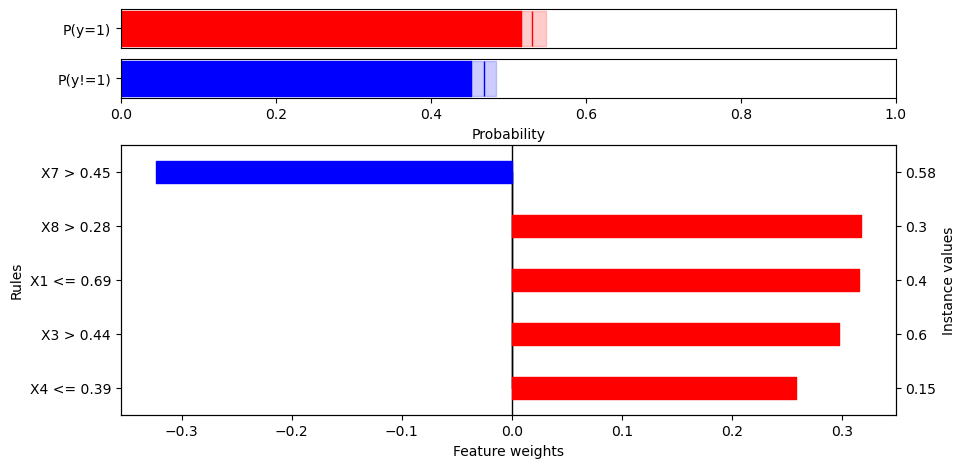 P(y=1)
P(y!=1)
0.0 0.2 0.4 0.6 0.8 1.0
Probability
X7 > 0.45 0.58
X8 > 0.28 0.3
X1 <= 0.69 0.4
X3 > 0.44 0.6
X4 <= 0.39 0.15
Rules
Instance values
−0.3 −0.2 −0.1 0.0 0.1 0.2 0.3
Feature weights